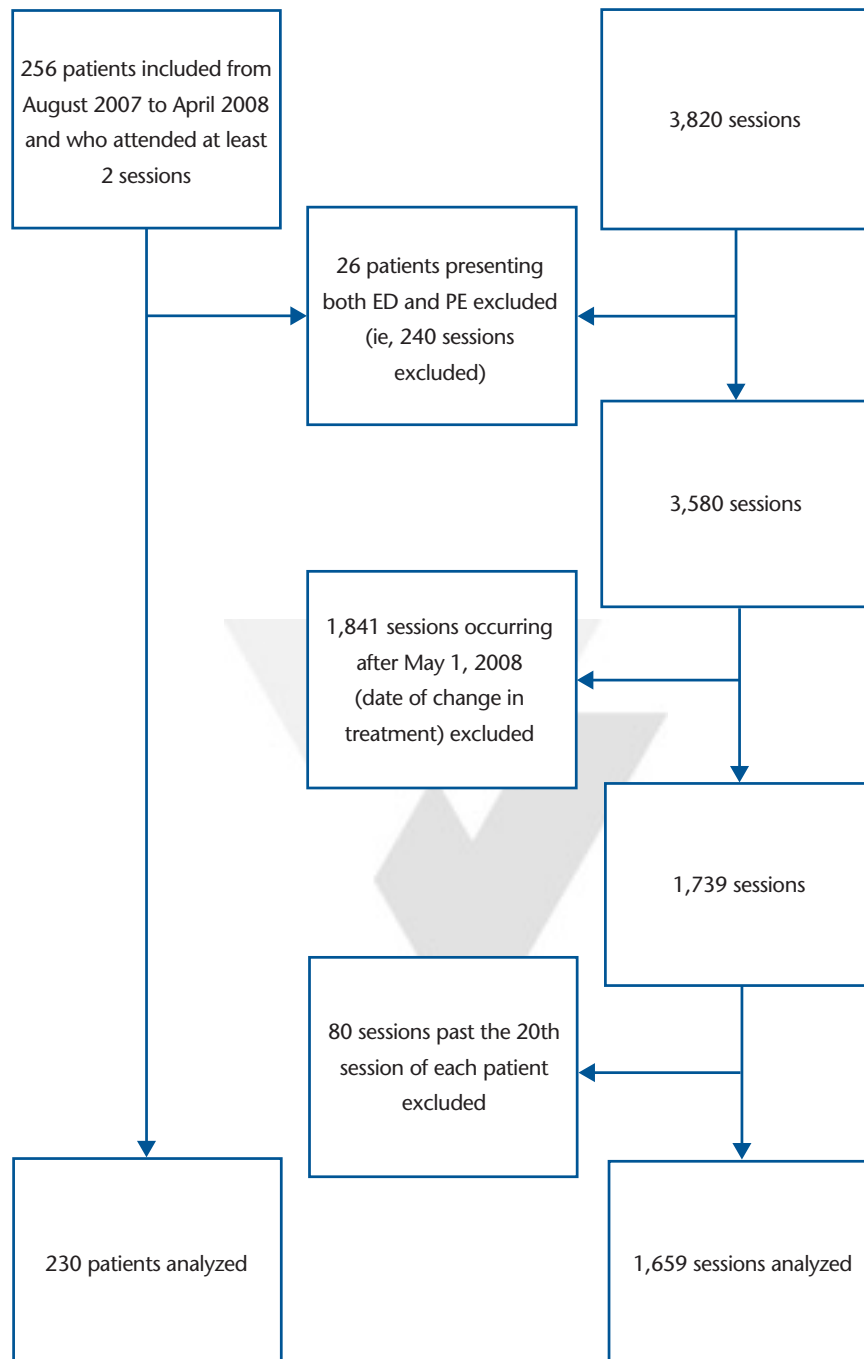 256 patients included from
August 2007 to April 2008
and who attended at least
2 sessions
3,820 sessions
26 patients presenting
both ED and PE excluded
(ie, 240 sessions
excluded)
3,580 sessions
1,841 sessions occurring
after May 1, 2008
(date of change in
treatment) excluded
1,739 sessions
80 sessions past the 20th
session of each patient
excluded
230 patients analyzed
1,659 sessions analyzed